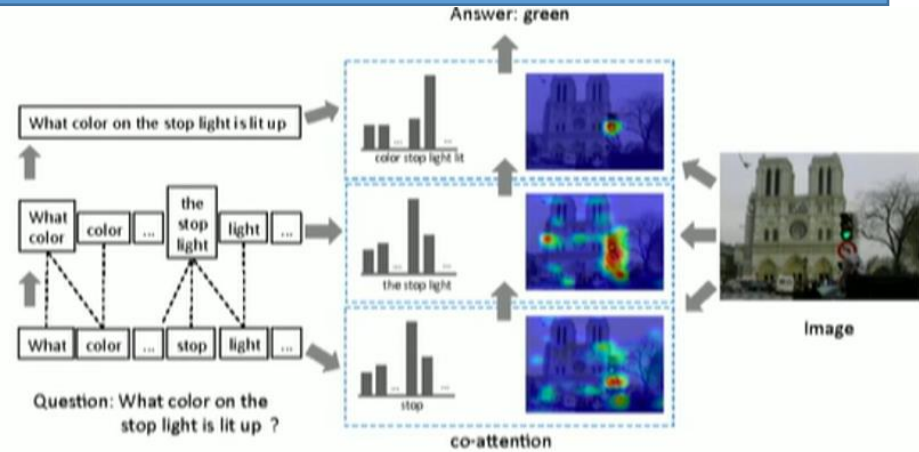 Answer: green
What color on the stop light is lit up
color stop light lit
What color
color
...
the stop light
light
...
the stop light
What
color
...
stop
light
...
stop
Image
Question: What color on the
stop light is lit up ?
co-attention